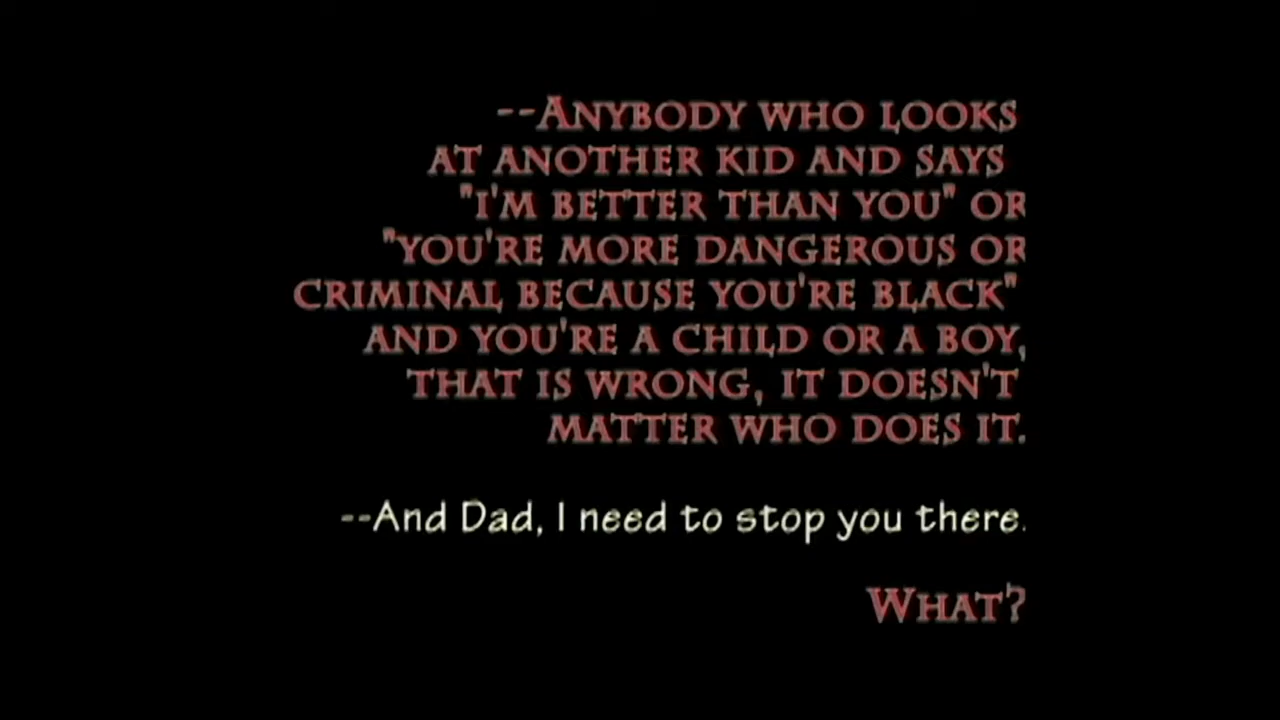 --ANYBODY WHO LOOKS
AT ANOTHER KID AND SAYS
"I'M BETTER THAN YOU" OR
"YOU'RE MORE DANGEROUS OR
CRIMINAL BECAUSE YOU'RE BLACK"
AND YOU'RE A CHILD OR A BOY,
THAT IS WRONG, IT DOESN'T
MATTER WHO DOES IT.
--And Dad, I need to stop you there.
WHAT?